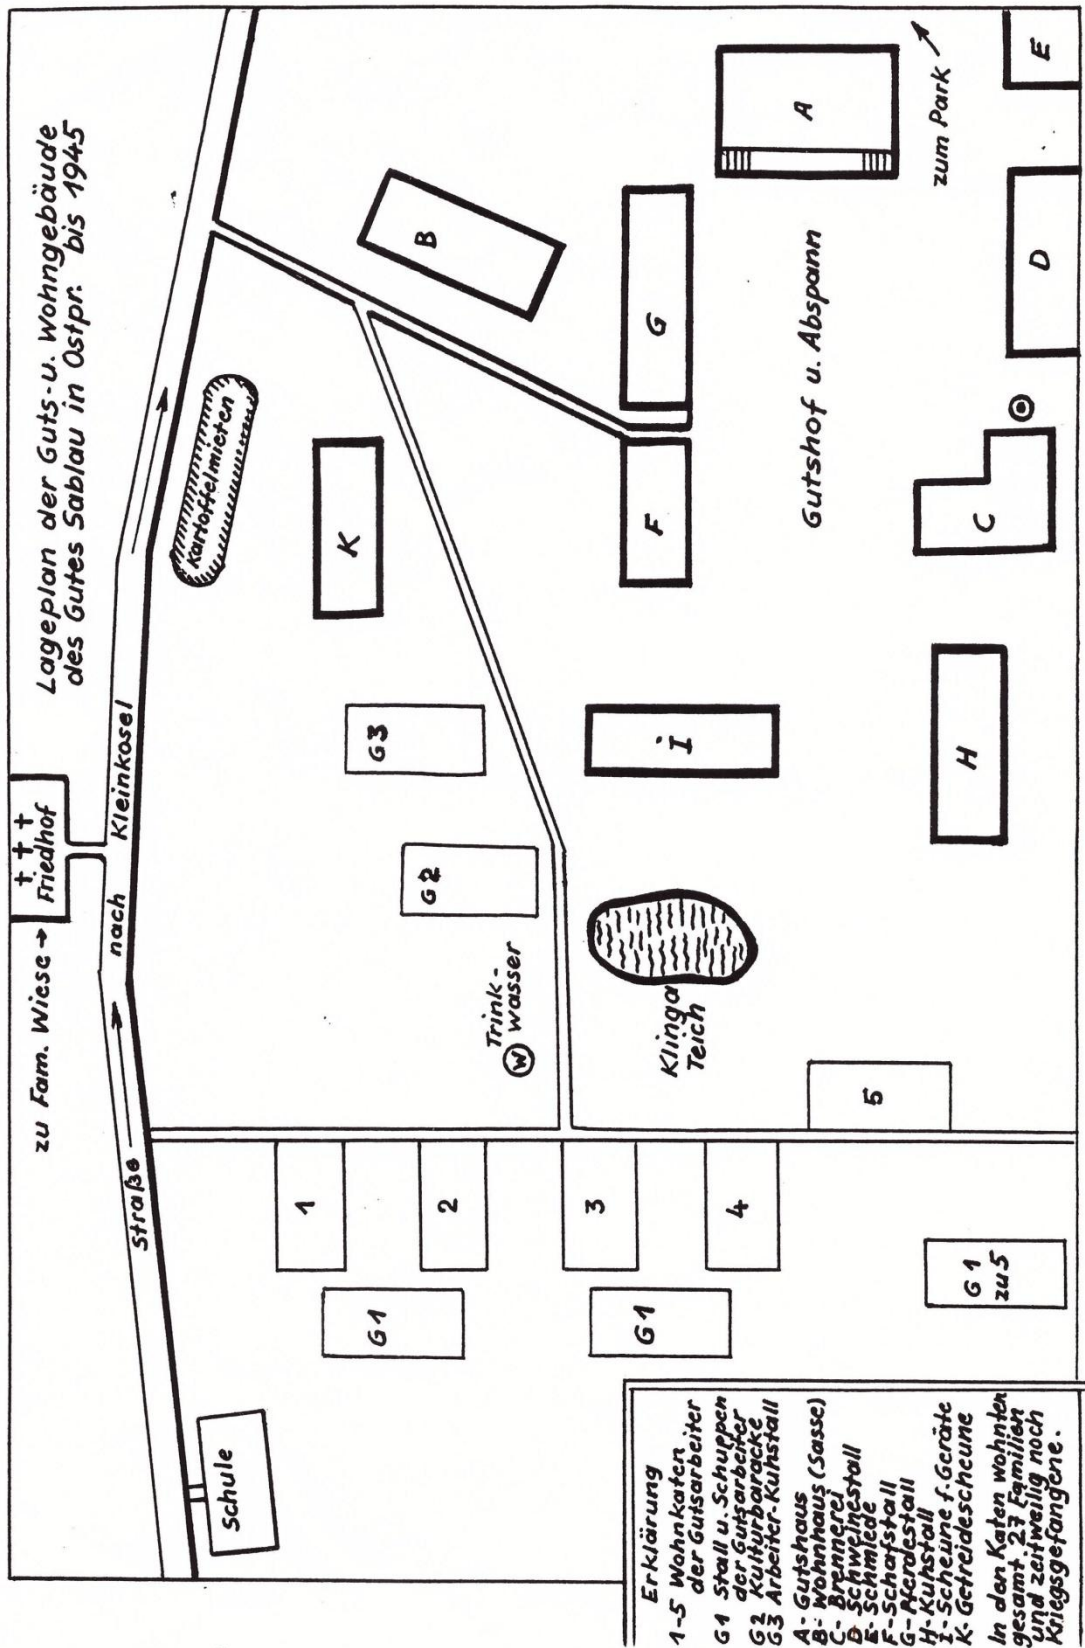 Lageplan der Guts-u. Wohngebäude
des Gutes Sablau in Ostpr. bis 1945
zu Fam. Wiese →
Friedhof
Straße
nach
Kleinkosel
Schule
Kartoffelmieten
B
K
G3
G2
Trink-
wasser
W
1
2
3
4
5
G1
G1
G1
zu 5
A
zum Park
E
G
F
I
Klinga
Teich
Gutshof u. Abspann
D
C
H
Erklärung
1-5 Wohnkaten
der Gutsarbeiter
G1 Stall u. Schuppen
der Gutsarbeiter
G2 Kulturbaracke
G3 Arbeiter-Kuhstall
A- Gutshaus
B- Wohnhaus (Sasse)
C- Brennerei
D- Schweinestall
E- Schmiede
F- Schafstall
G- Pferdestall
H- Kuhstall
I- Scheune f. Geräte
K- Getreidescheune
In den Katen wohnten
gesamt: 27 Familien
und zeitweilig noch
Kriegsgefangene.